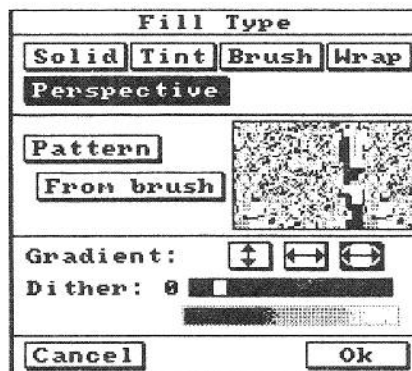 Fill Type
Solid Tint Brush Wrap
Perspective
Pattern
From brush
Gradient:
Dither: 0
Cancel Ok